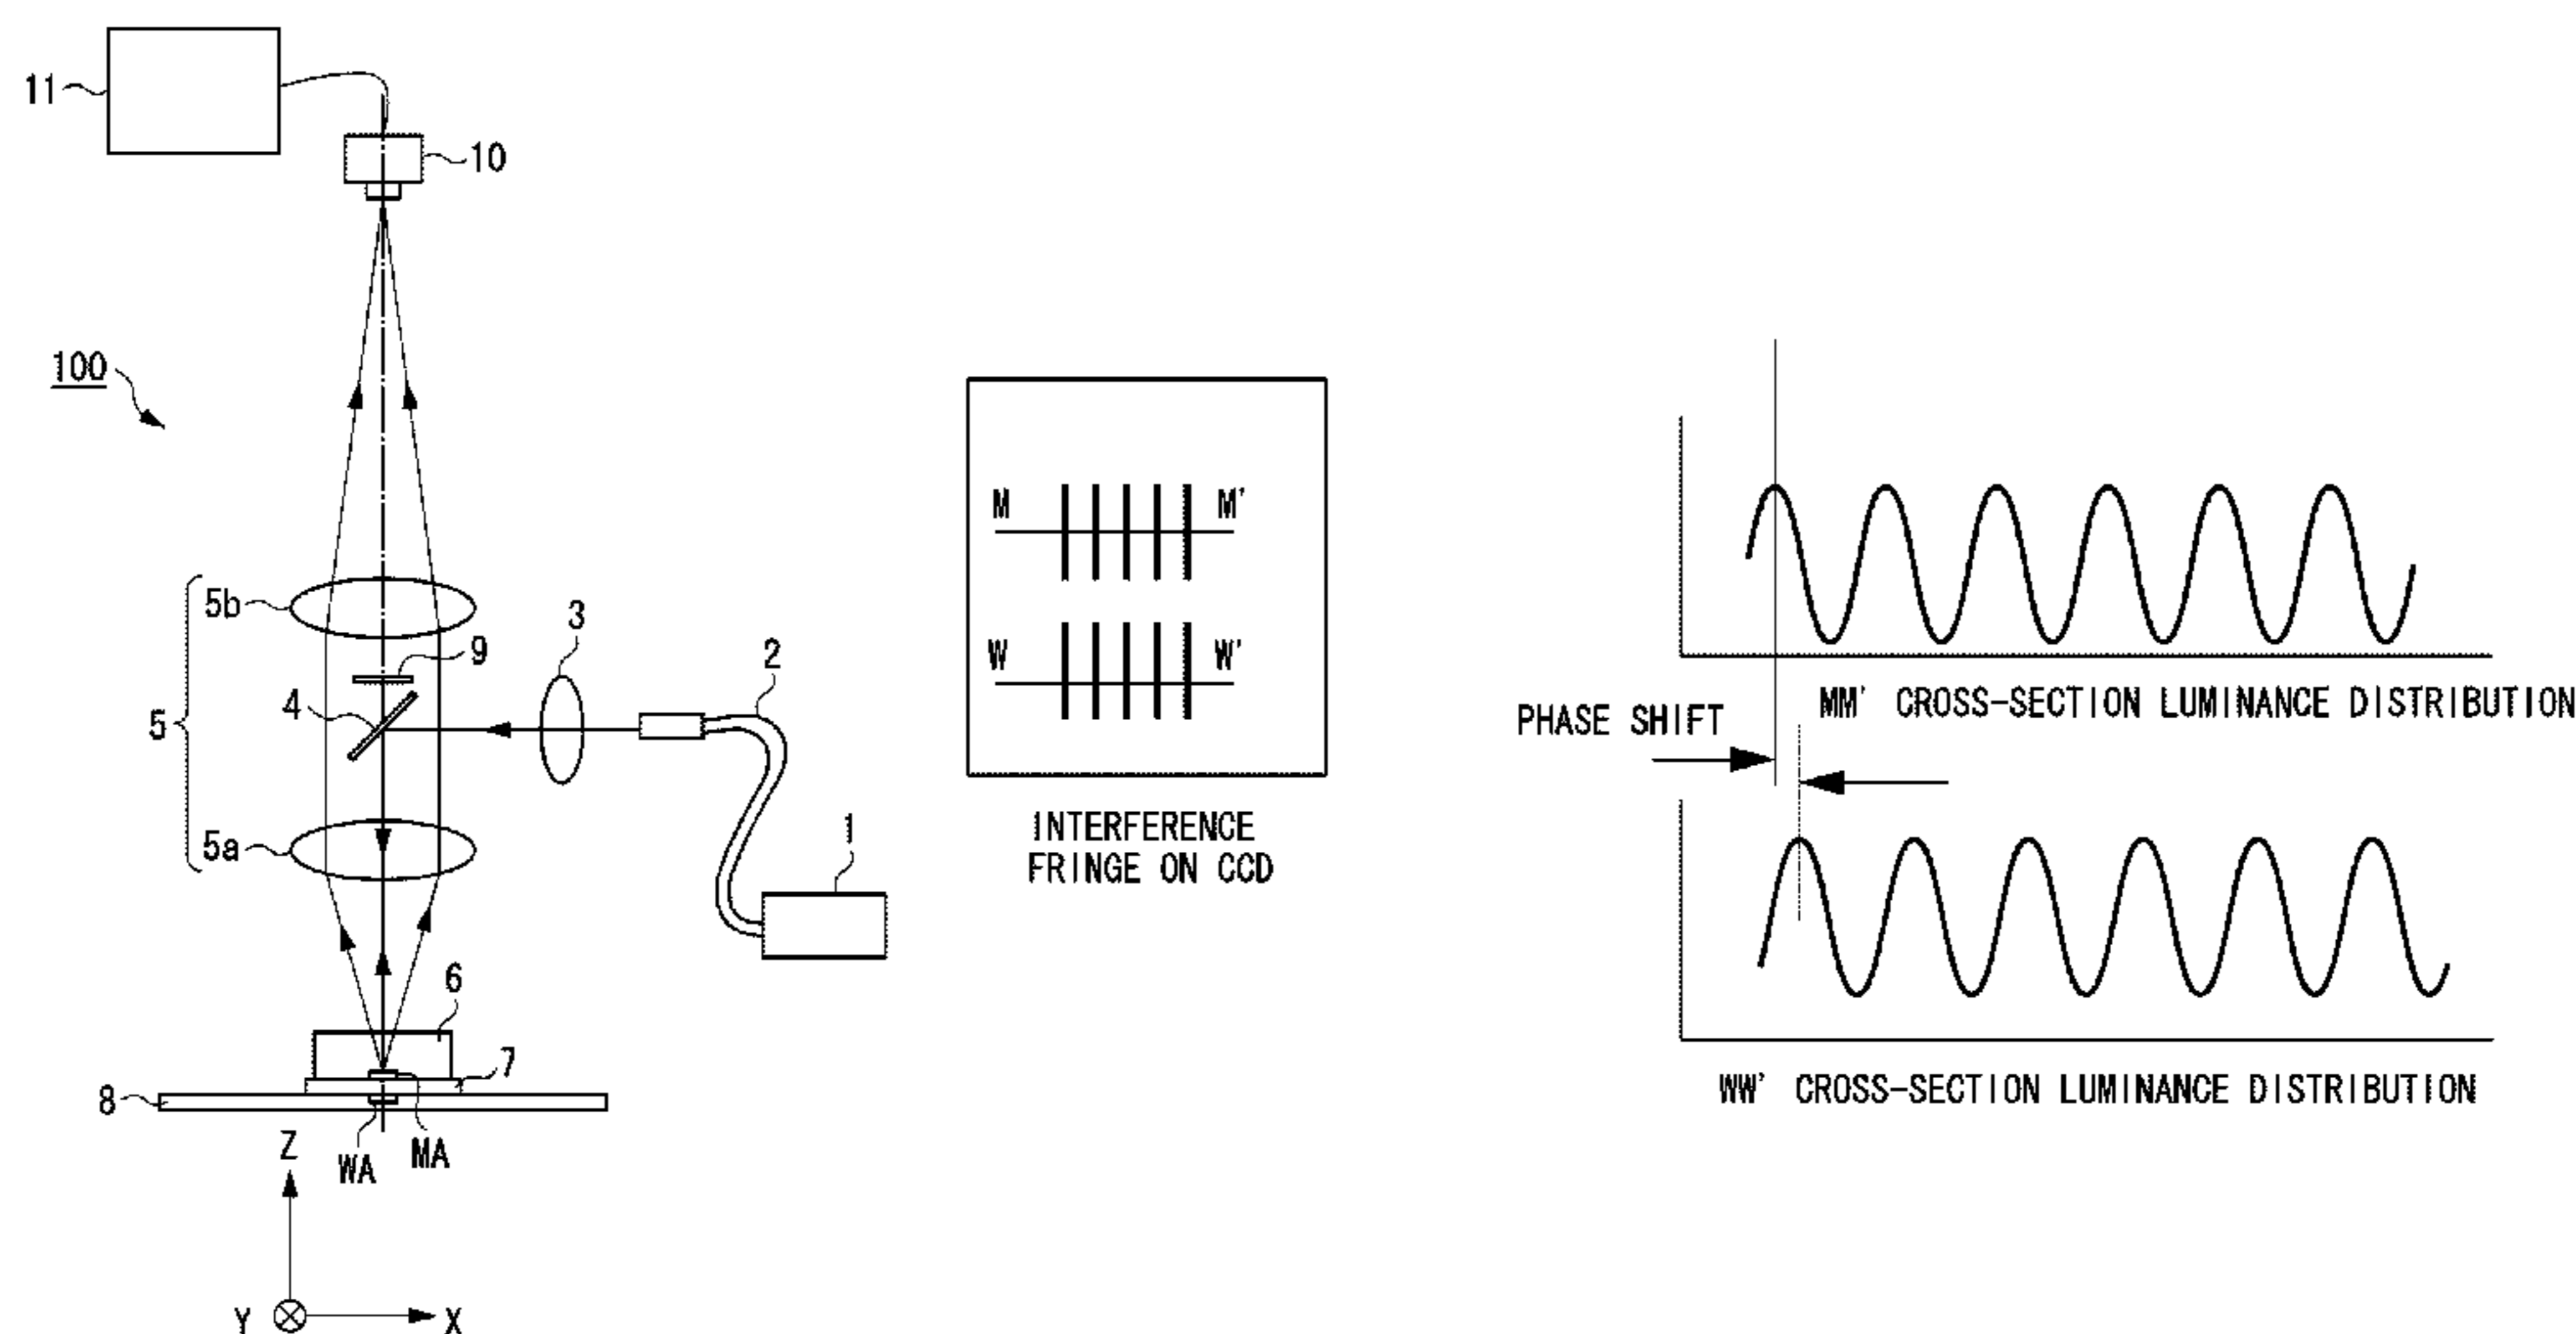 11
10
100
5b
9
3
2
4
5
5a
1
6
7
8
WA
MA
Z
Y
X
M
M'
W
W'
INTERFERENCE
FRINGE ON CCD
MM' CROSS-SECTION LUMINANCE DISTRIBUTION
PHASE SHIFT
WW' CROSS-SECTION LUMINANCE DISTRIBUTION